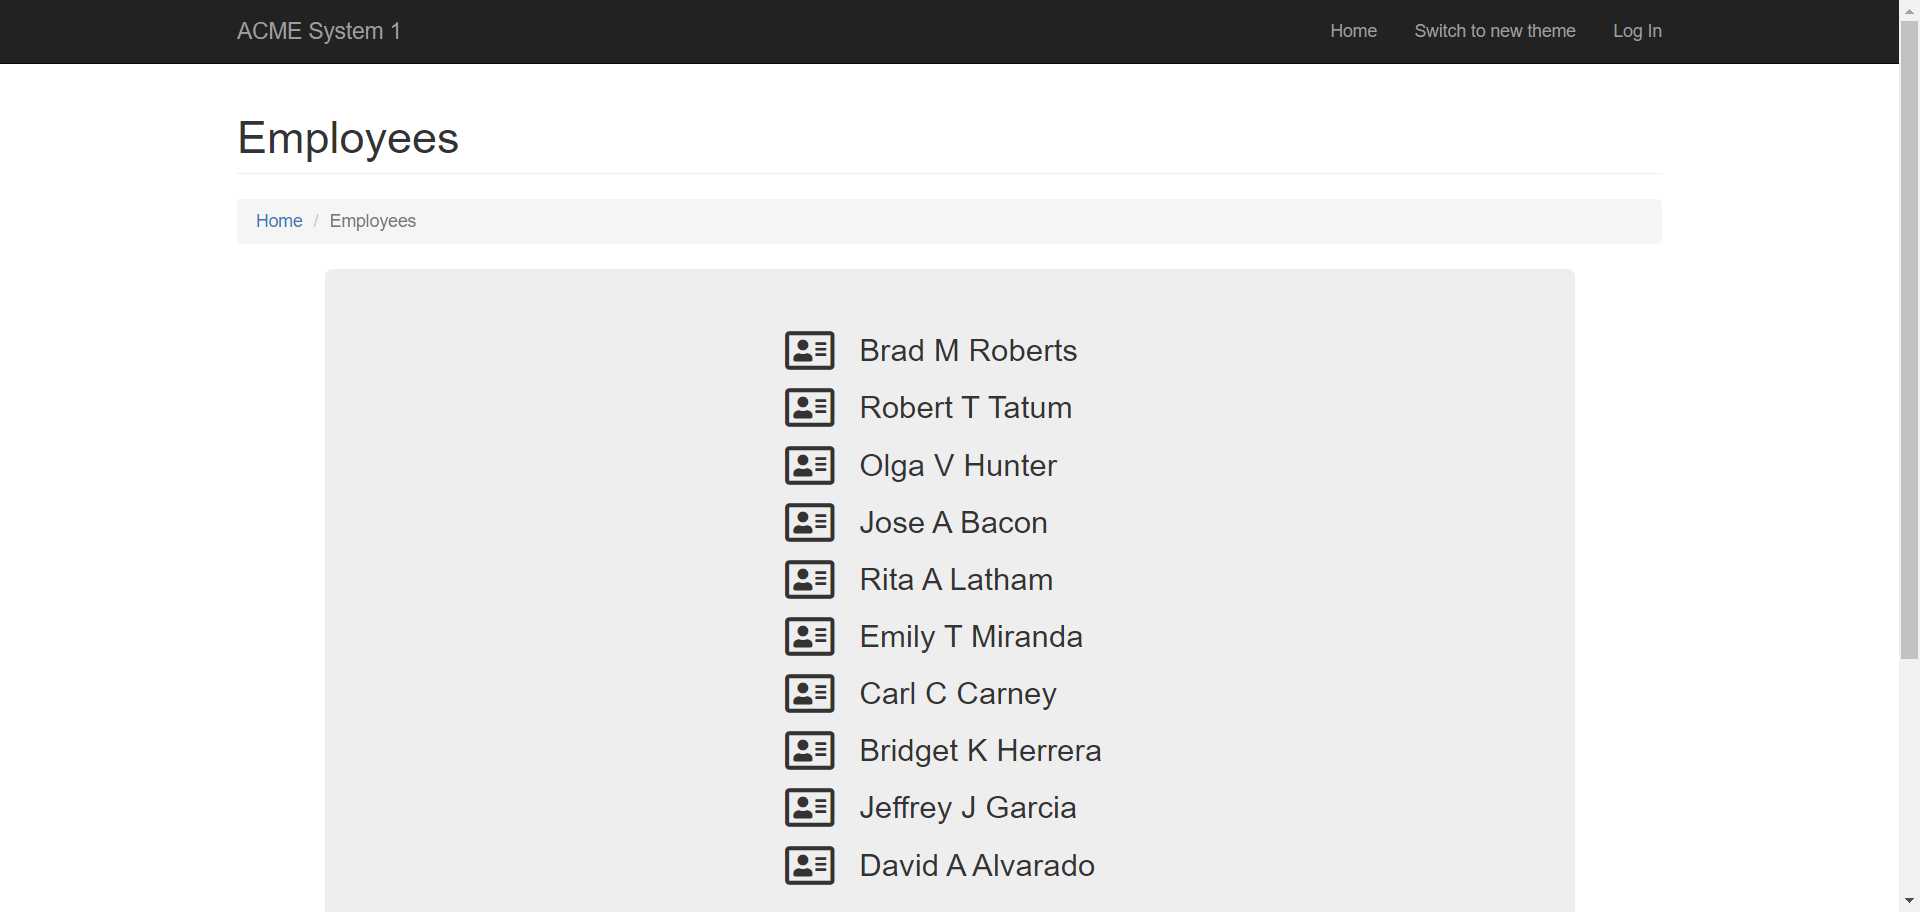 ACME System 1
Home Switch to new theme Log In
Employees
Home / Employees
Brad M Roberts
Robert T Tatum
Olga V Hunter
Jose A Bacon
Rita A Latham
Emily T Miranda
Carl C Carney
Bridget K Herrera
Jeffrey J Garcia
David A Alvarado